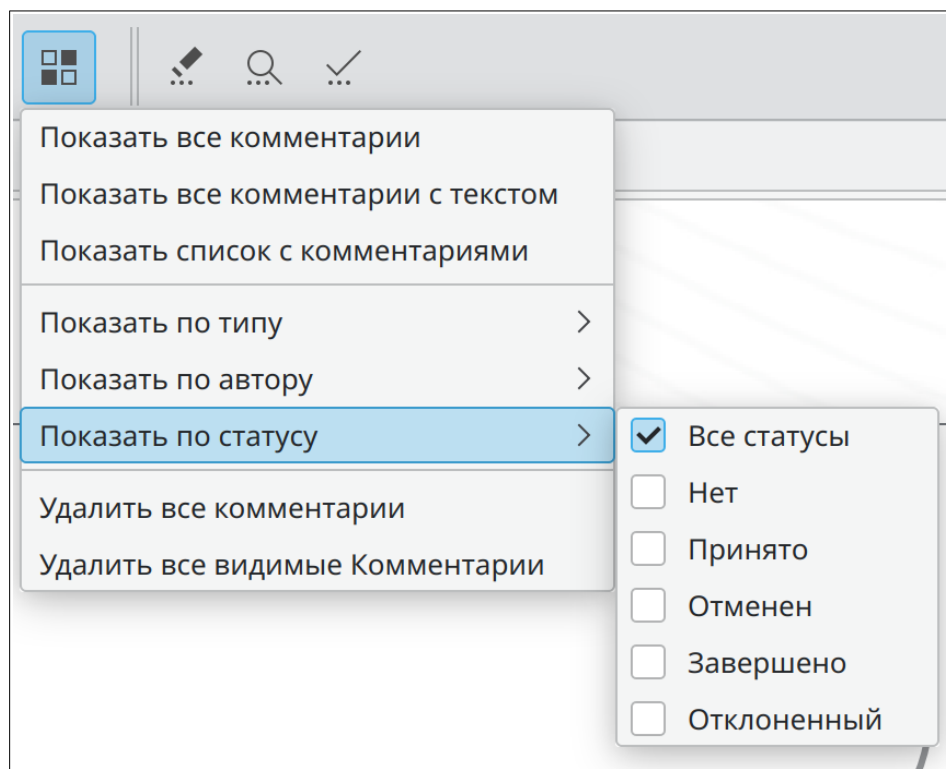 Показать все комментарии
Показать все комментарии с текстом
Показать список с комментариями
Показать по типу
Показать по автору
Показать по статусу
Удалить все комментарии
Удалить все видимые Комментарии
Все статусы
Нет
Принято
Отменен
Завершено
Отклоненный